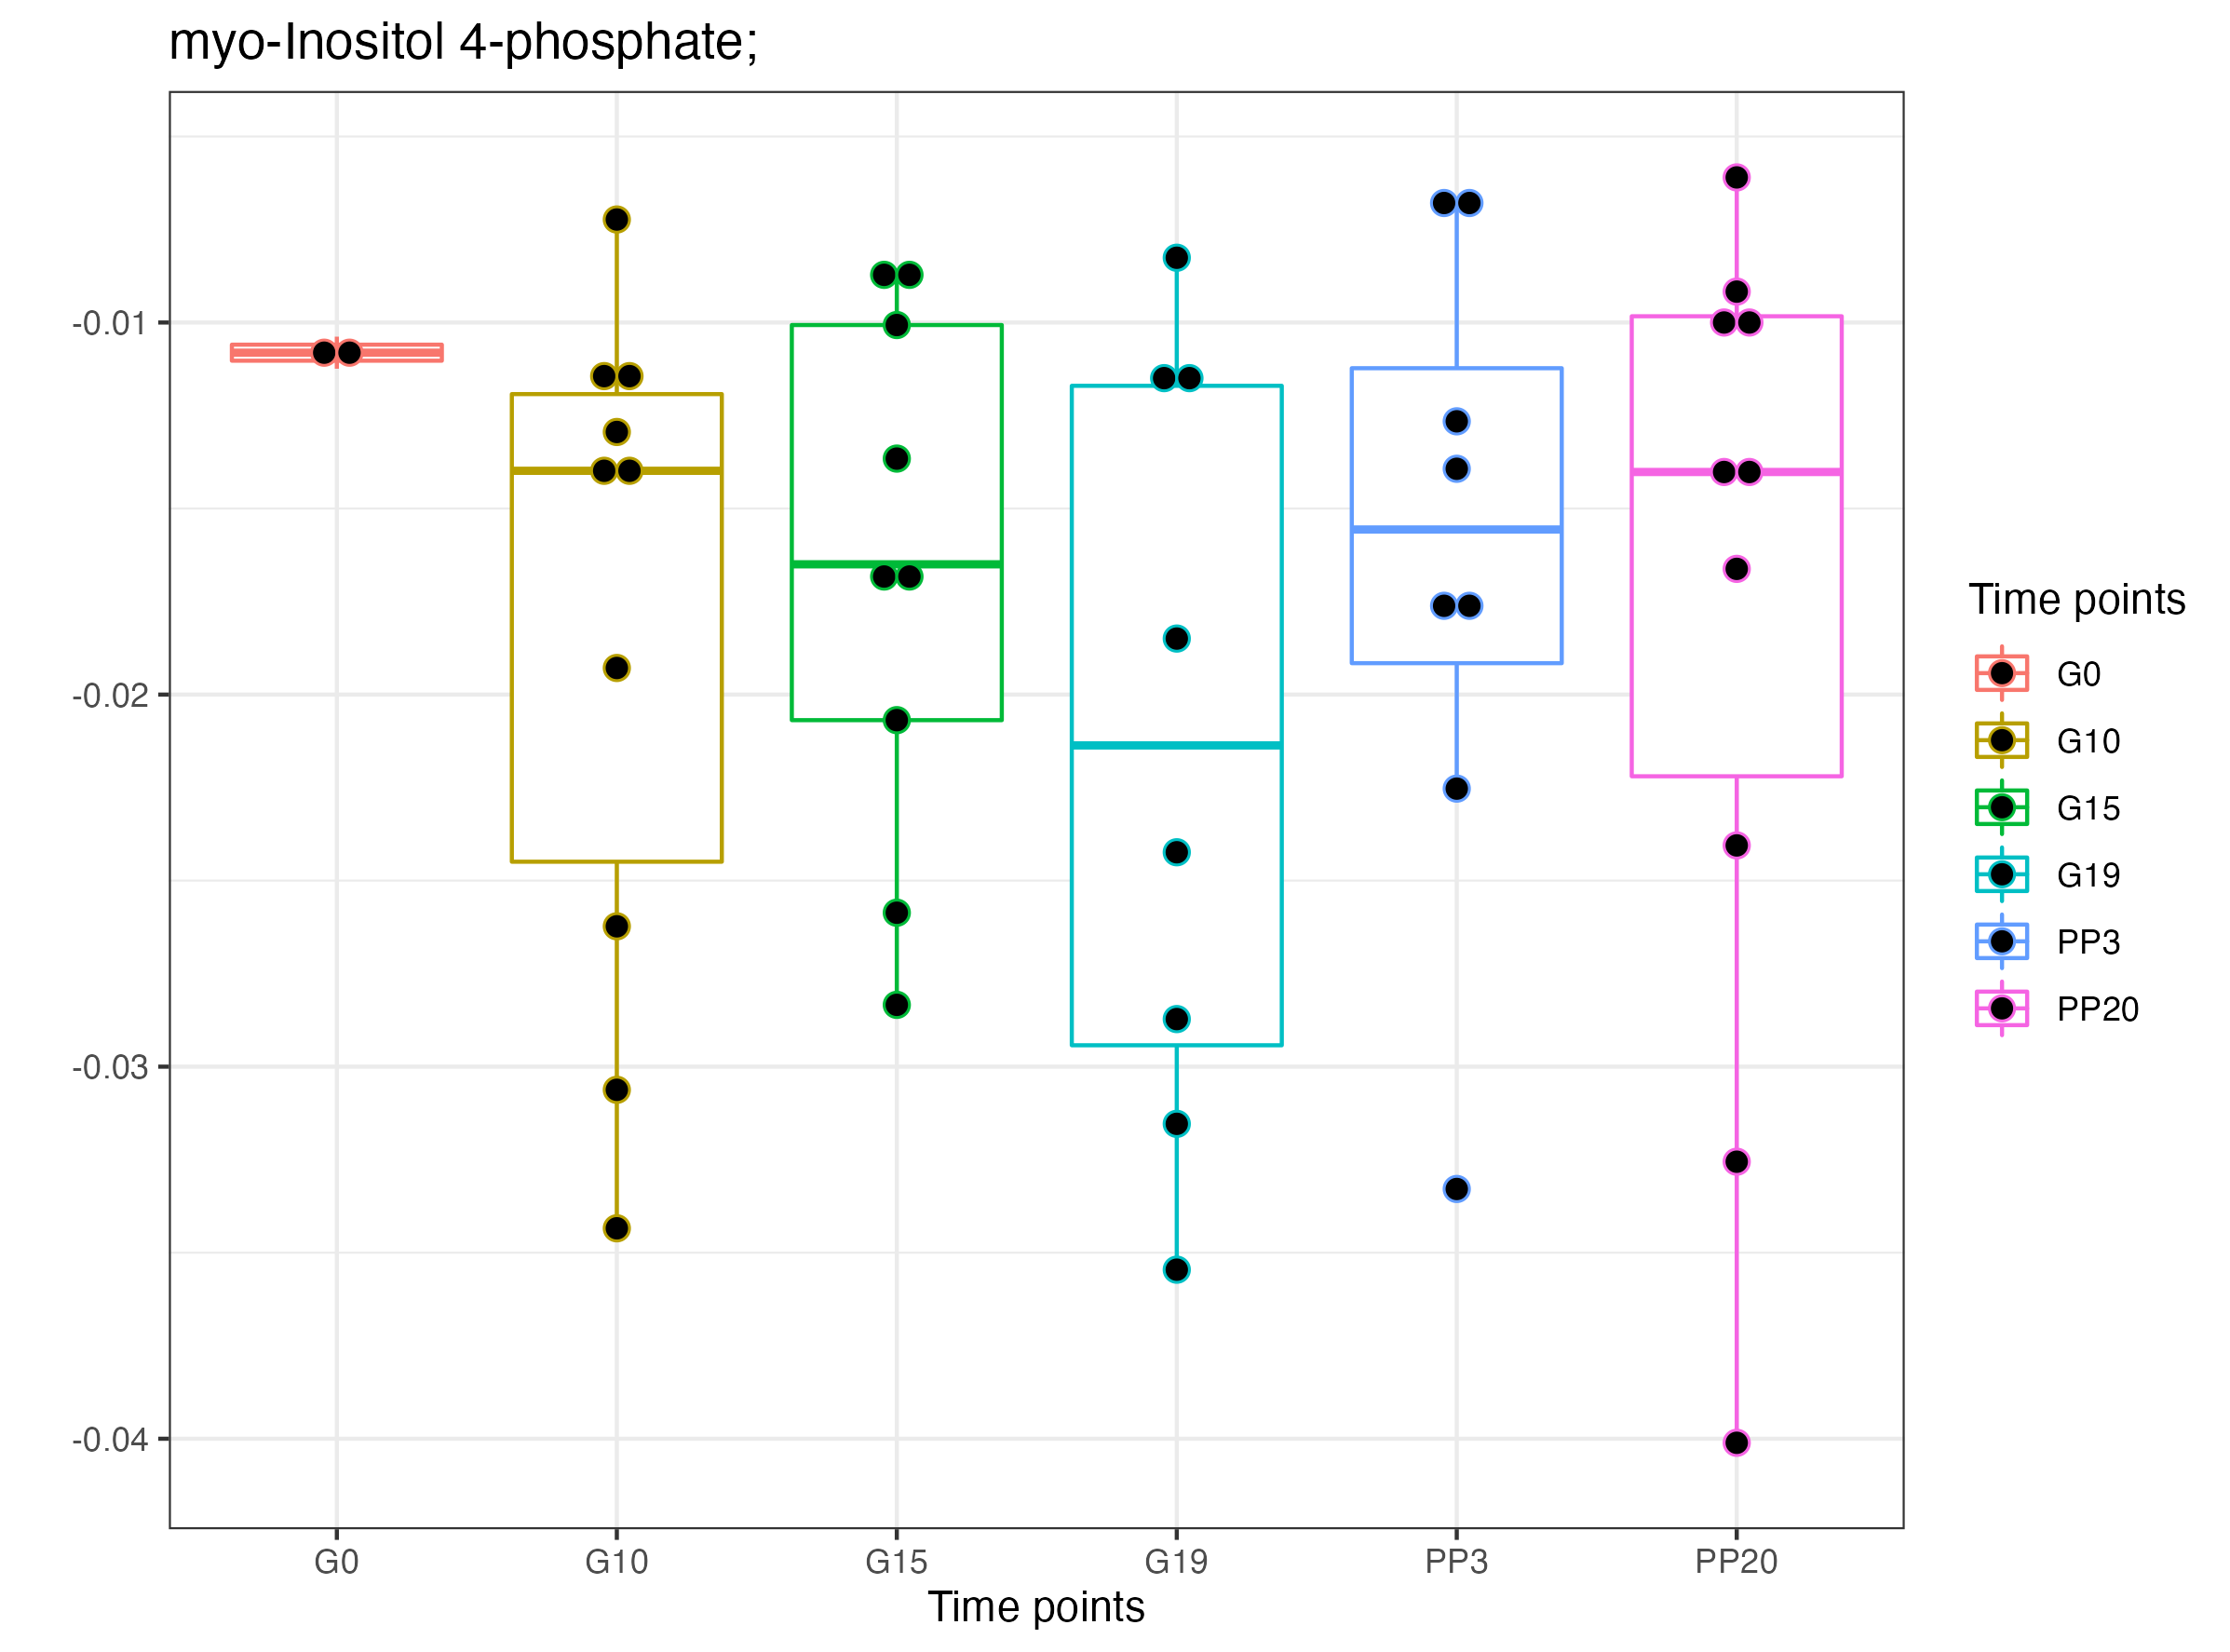 myo-Inositol 4-phosphate;
-0.01
-0.02
-0.03
-0.04
G0 G10 G15 G19 PP3 PP20
Time points
Time points
G0
G10
G15
G19
PP3
PP20